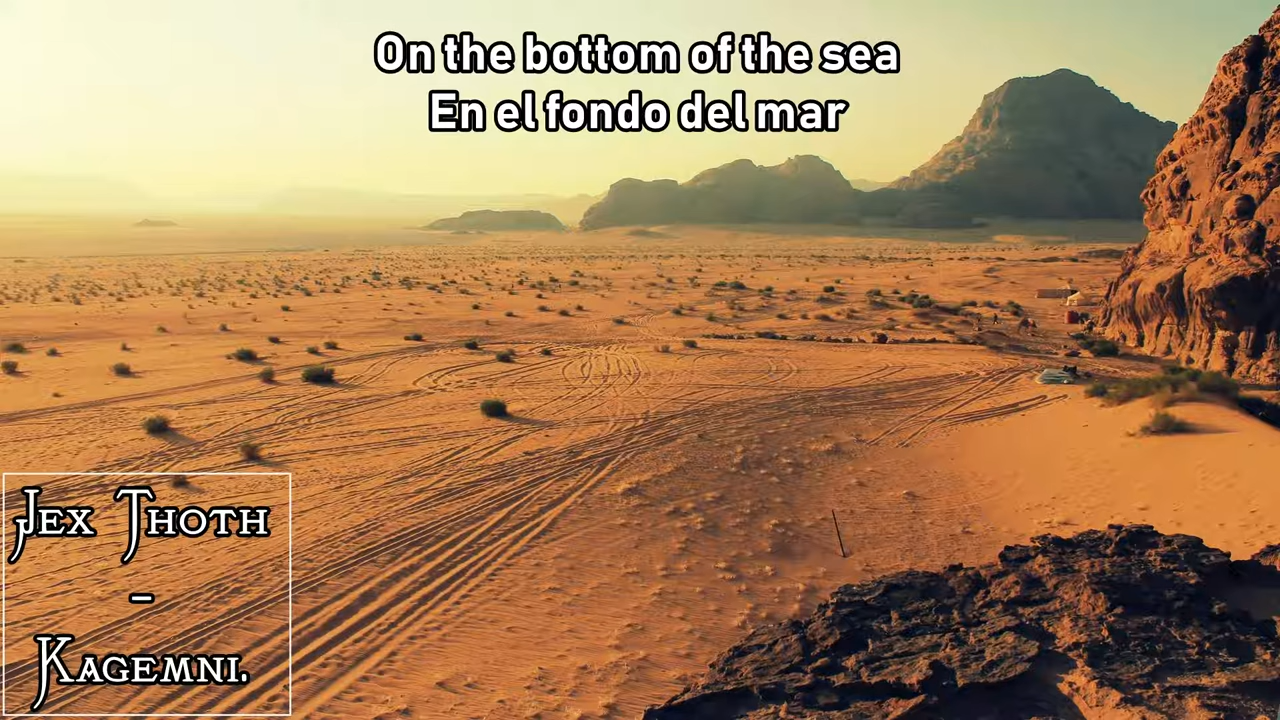 On the bottom of the sea
En el fondo del mar
Jex Thoth
-
Kagemni.